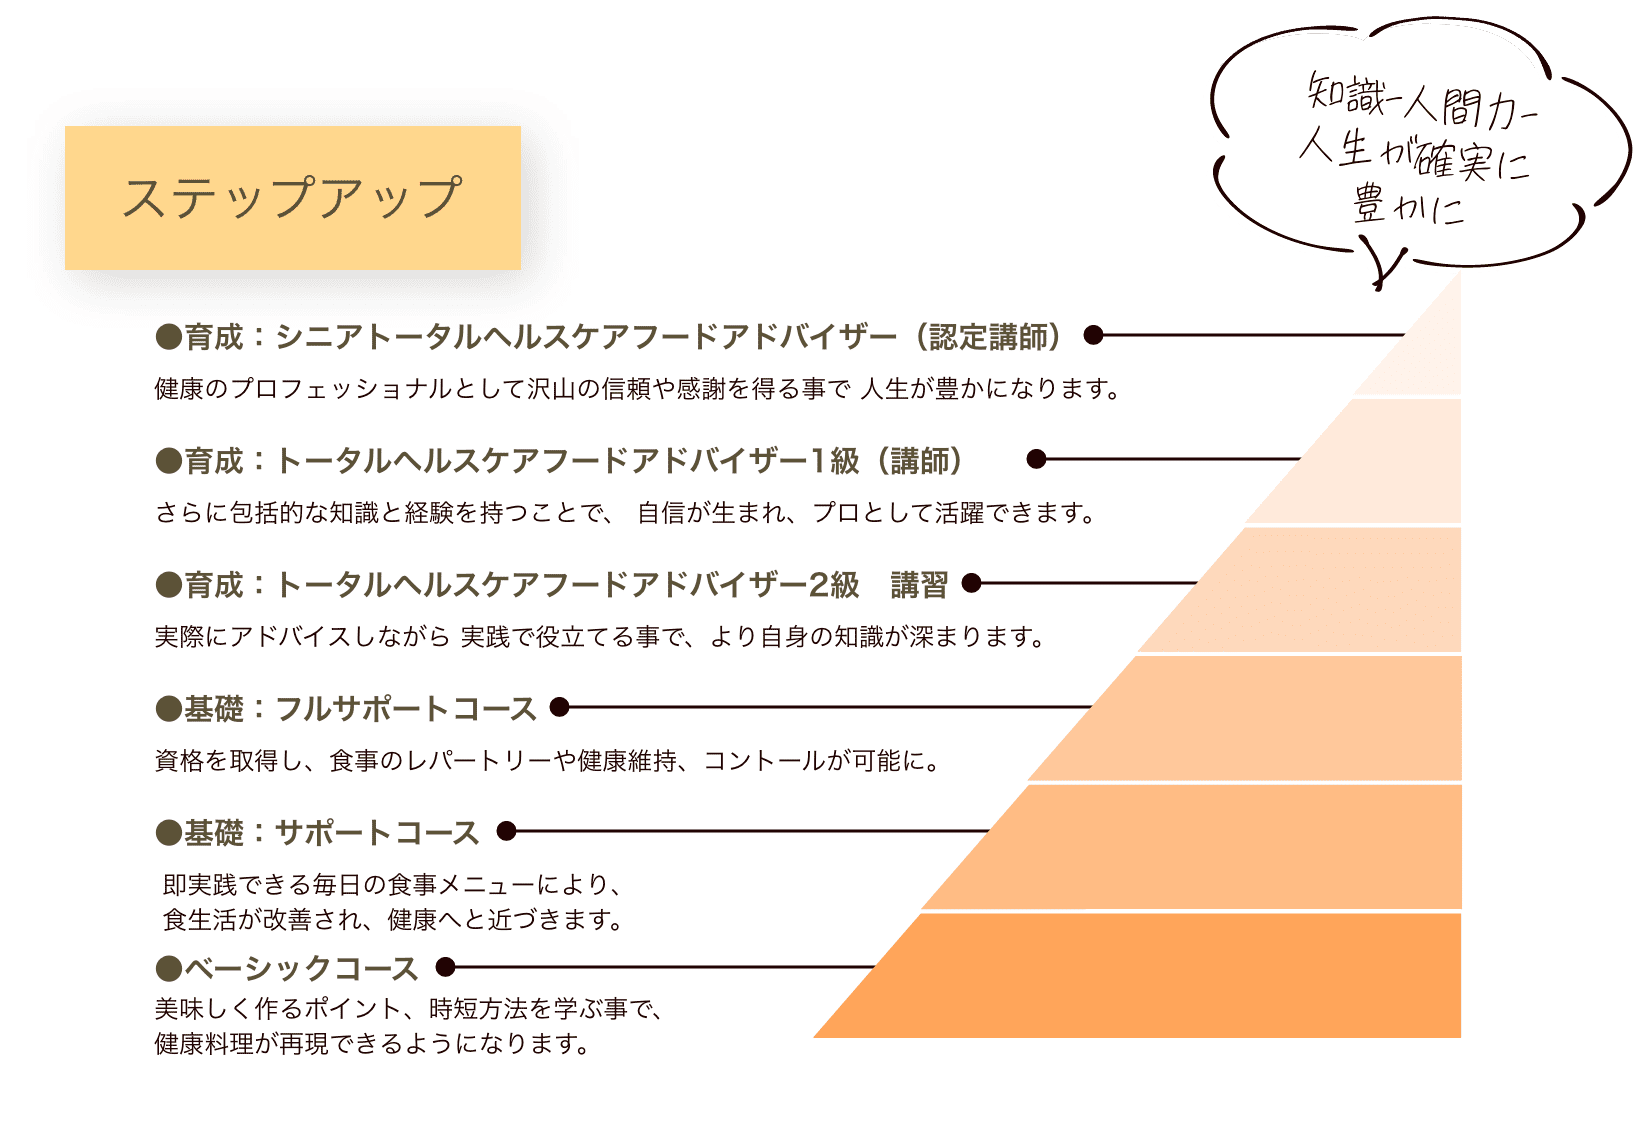 知識ー人間力ー
人生が確実に
豊かに
ステップアップ
●育成：シニアトータルヘルスケアフードアドバイザー（認定講師）
健康のプロフェッショナルとして沢山の信頼や感謝を得る事で 人生が豊かになります。
●育成：トータルヘルスケアフードアドバイザー1級（講師）
さらに包括的な知識と経験を持つことで、 自信が生まれ、プロとして活躍できます。
●育成：トータルヘルスケアフードアドバイザー2級　講習
実際にアドバイスしながら 実践で役立てる事で、より自身の知識が深まります。
●基礎：フルサポートコース
資格を取得し、食事のレパートリーや健康維持、コントールが可能に。
●基礎：サポートコース
即実践できる毎日の食事メニューにより、
食生活が改善され、健康へと近づきます。
●ベーシックコース
美味しく作るポイント、時短方法を学ぶ事で、
健康料理が再現できるようになります。